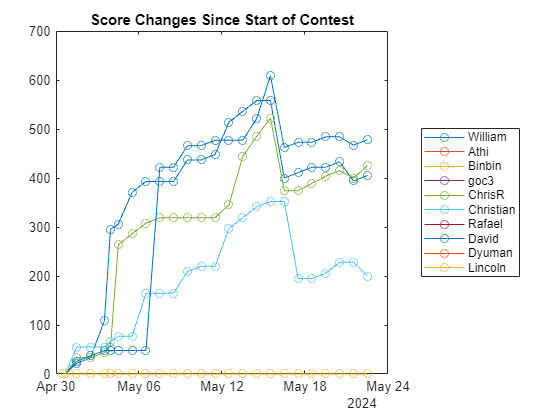 Score Changes Since Start of Contest
700
600
500
400
300
200
100
0
Apr 30
May 06
May 12
May 18
May 24
2024
William
Athi
Binbin
goc3
ChrisR
Christian
Rafael
David
Dyuman
Lincoln